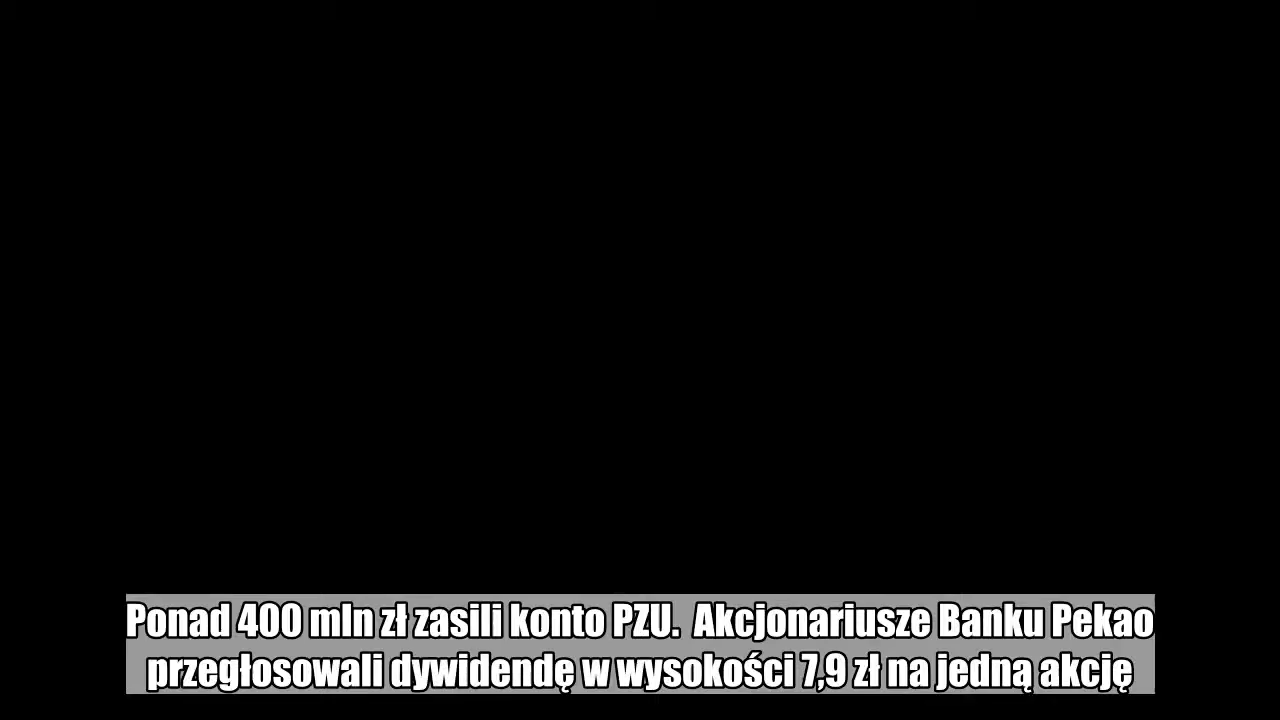 Ponad 400 mln zł zasili konto PZU.  Akcjonariusze Banku Pekao
przegłosowali dywidendę w wysokości 7,9 zł na jedną akcję